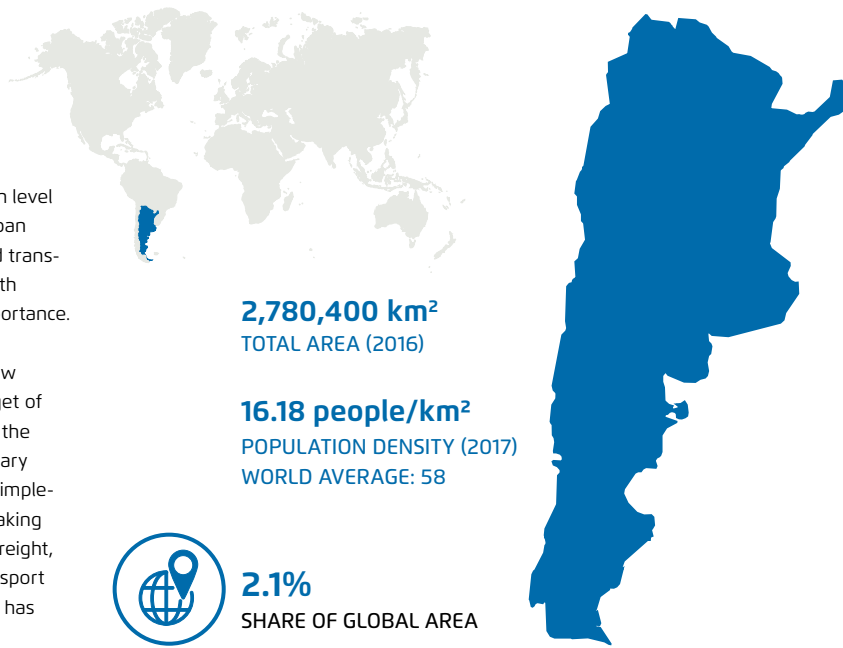 n level
ban
d trans-
th
ortance.
w
get of
the
ary
imple-
aking
reight,
sport
has
2,780,400 km²
TOTAL AREA (2016)
16.18 people/km²
POPULATION DENSITY (2017)
WORLD AVERAGE: 58
2.1%
SHARE OF GLOBAL AREA